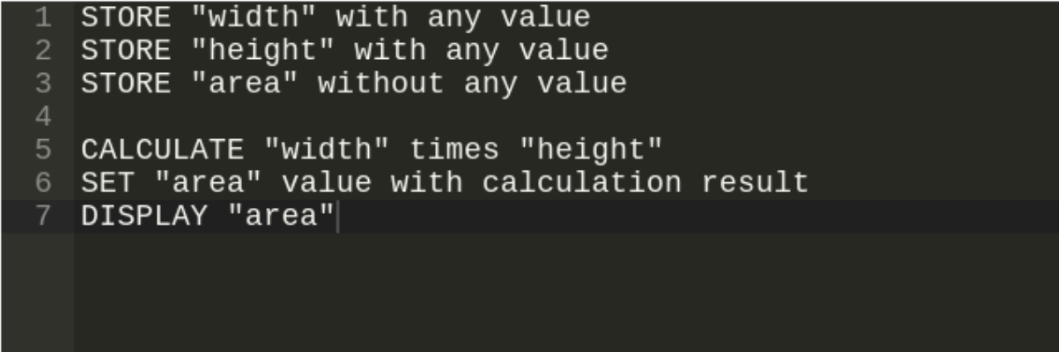 1 STORE "width" with any value
2 STORE "height" with any value
3 STORE "area" without any value
4
5 CALCULATE "width" times "height"
6 SET "area" value with calculation result
7 DISPLAY "area"